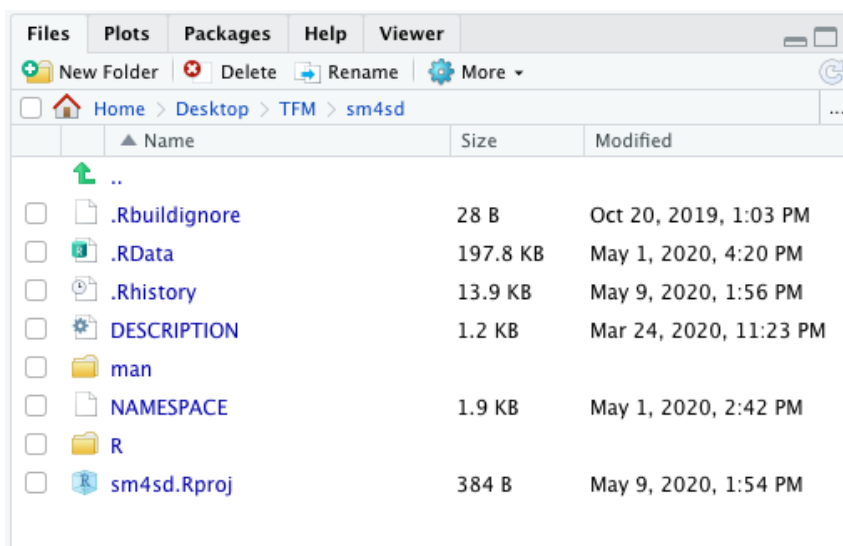 Files Plots Packages Help Viewer
New Folder Delete Rename More
Home > Desktop > TFM > sm4sd ...
Name Size Modified
..
.Rbuildignore 28 B Oct 20, 2019, 1:03 PM
.RData 197.8 KB May 1, 2020, 4:20 PM
.Rhistory 13.9 KB May 9, 2020, 1:56 PM
DESCRIPTION 1.2 KB Mar 24, 2020, 11:23 PM
man
NAMESPACE 1.9 KB May 1, 2020, 2:42 PM
R
sm4sd.Rproj 384 B May 9, 2020, 1:54 PM